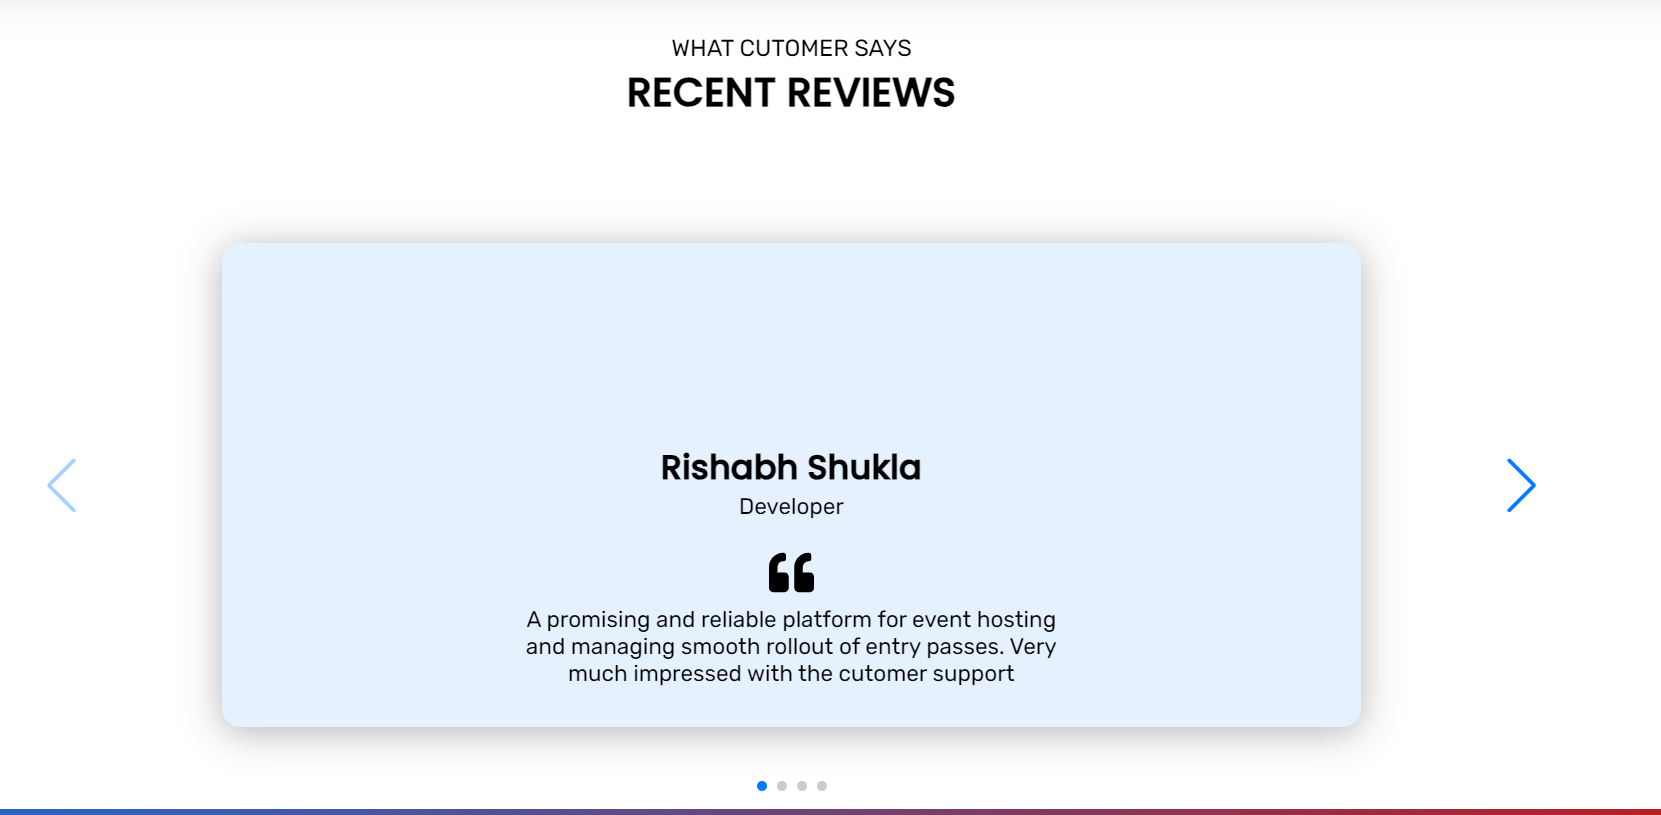 WHAT CUTOMER SAYS
RECENT REVIEWS
Rishabh Shukla
Developer
A promising and reliable platform for event hosting
and managing smooth rollout of entry passes. Very
much impressed with the cutomer support